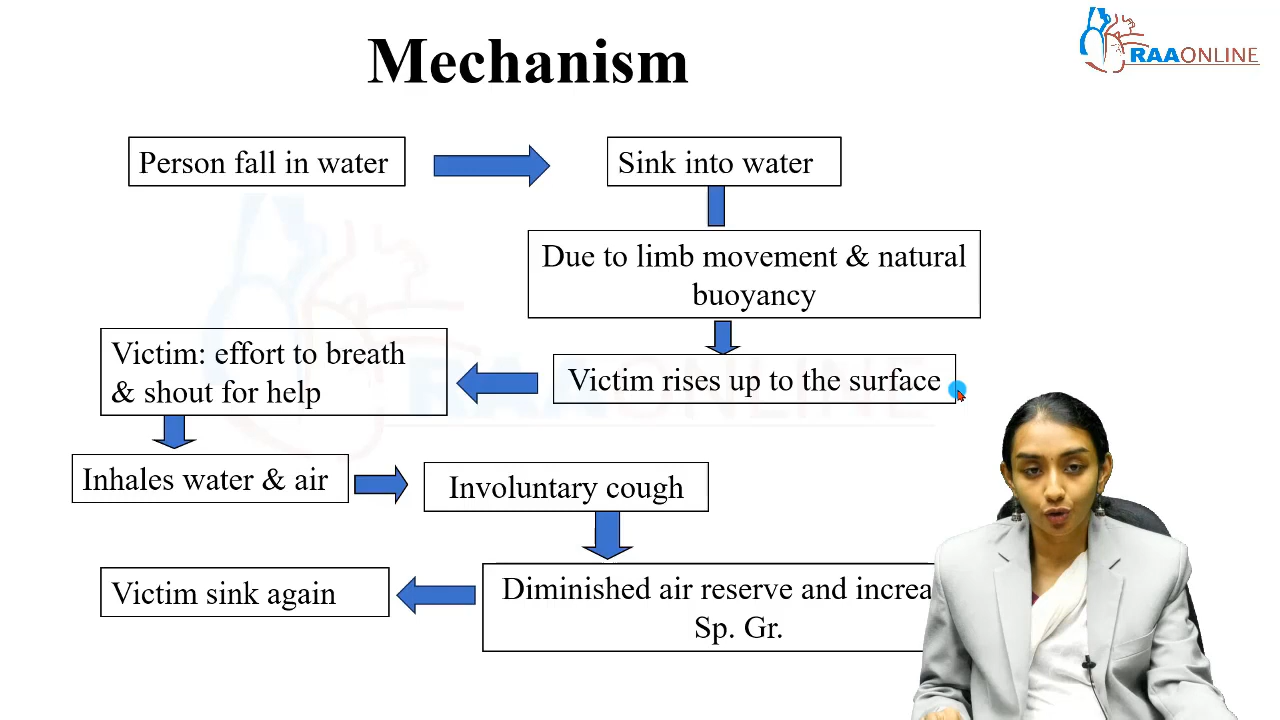 Mechanism
RAAONLINE
Person fall in water
Sink into water
Due to limb movement & natural
buoyancy
Victim rises up to the surface
Victim: effort to breath
& shout for help
Inhales water & air
Involuntary cough
Diminished air reserve and increa
Sp. Gr.
Victim sink again
RAAONLINE